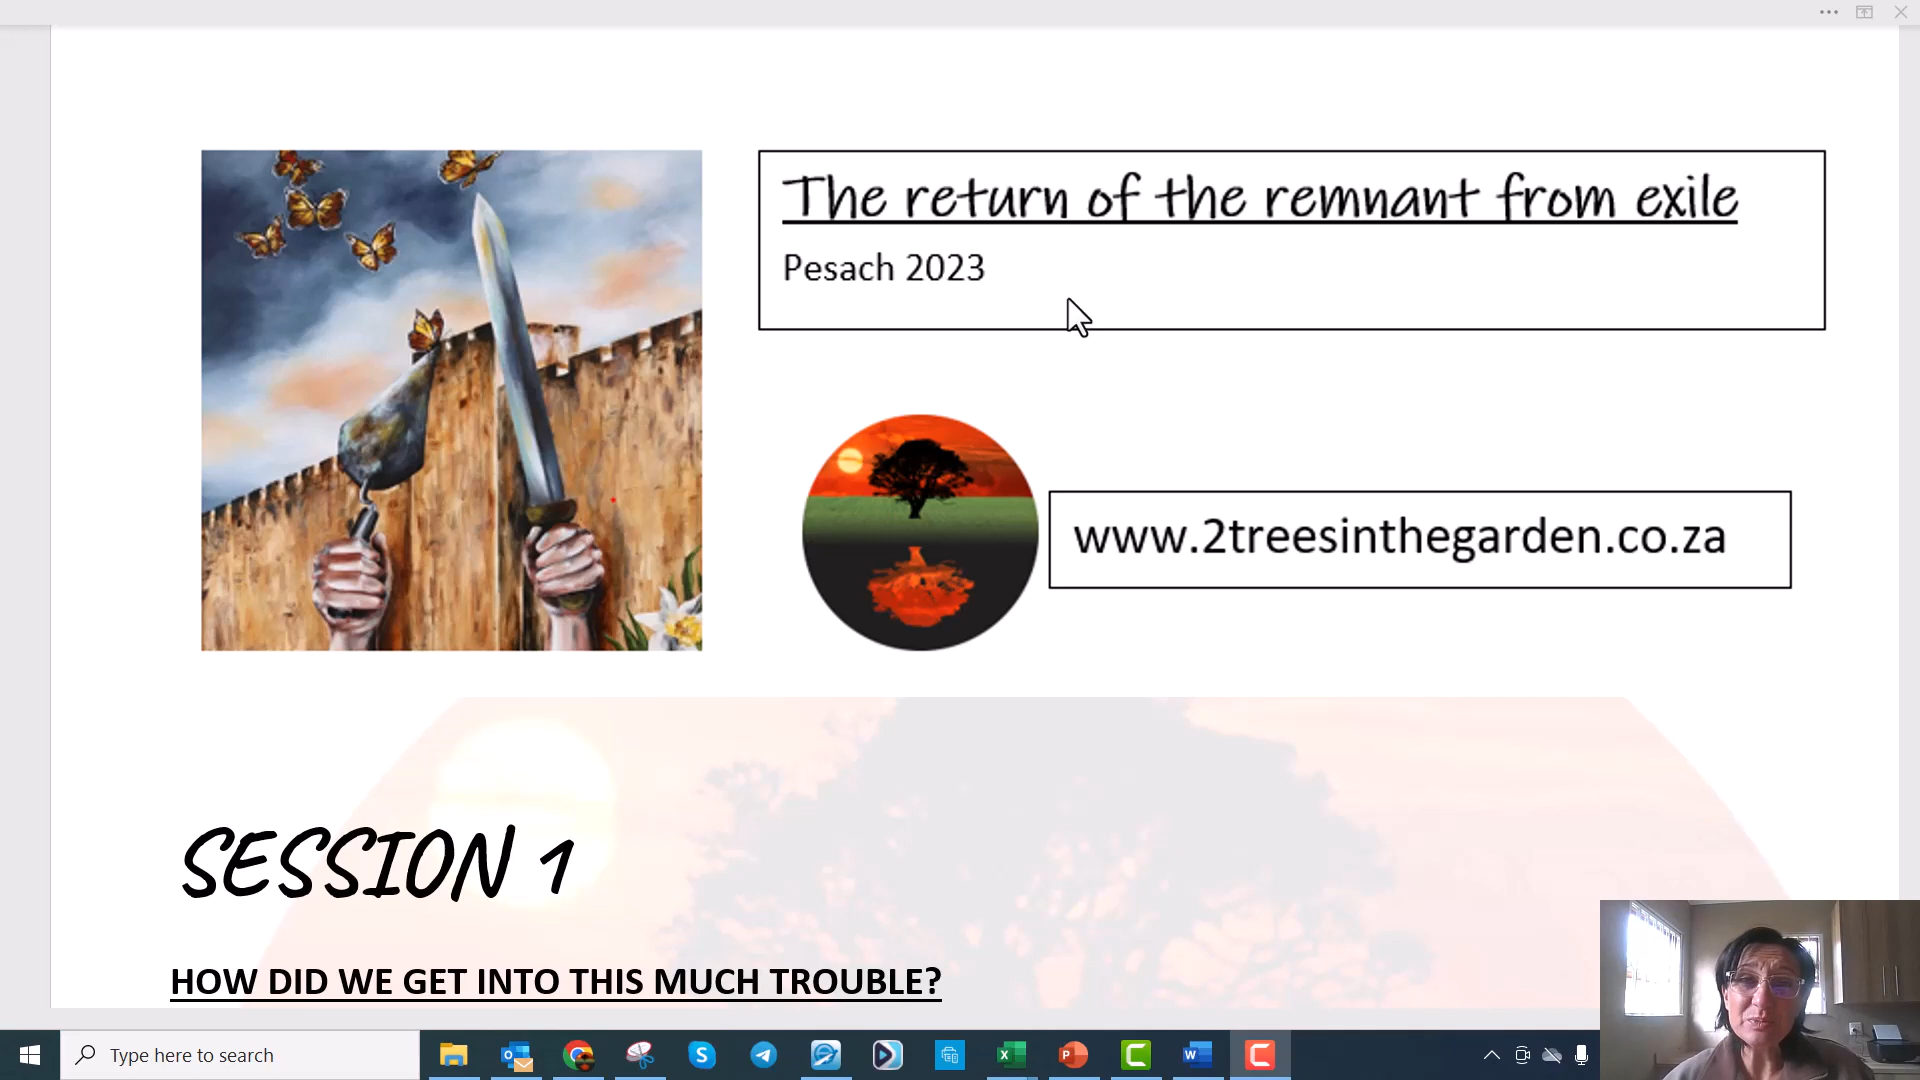 The return of the remnant from exile
Pesach 2023
www.2treesinthegarden.co.za
SESSION 1
HOW DID WE GET INTO THIS MUCH TROUBLE?
Type here to search